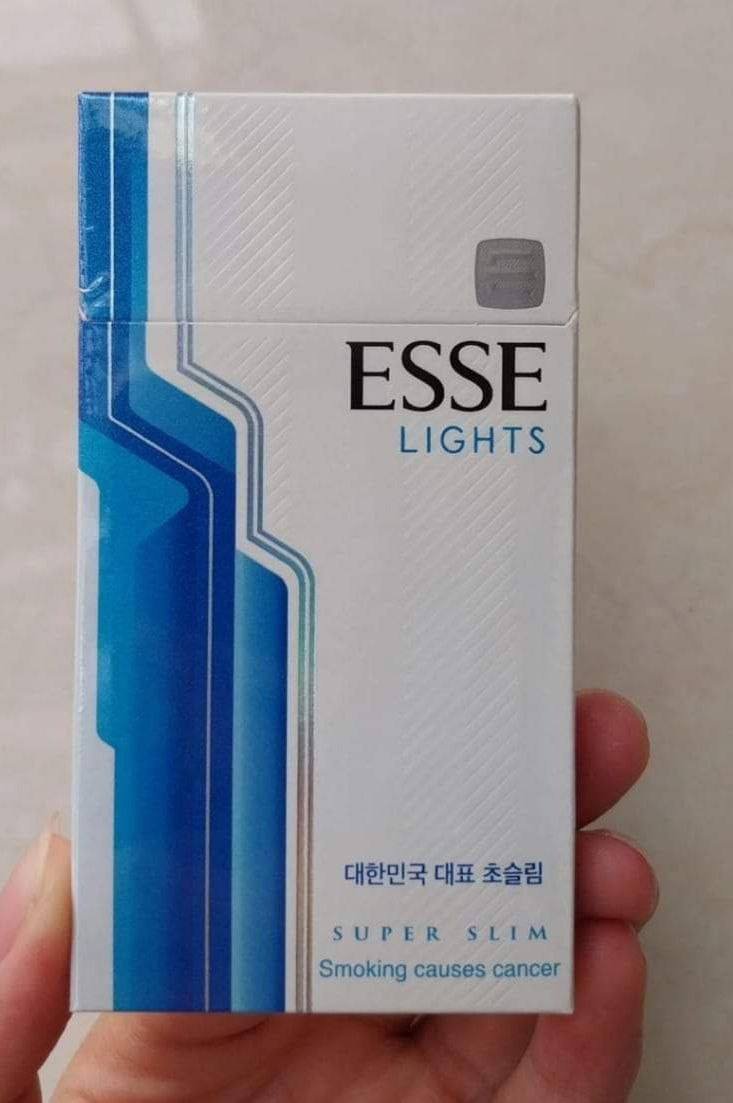 ESSE
LIGHTS
대한민국 대표 초슬림
SUPER SLIM
Smoking causes cancer